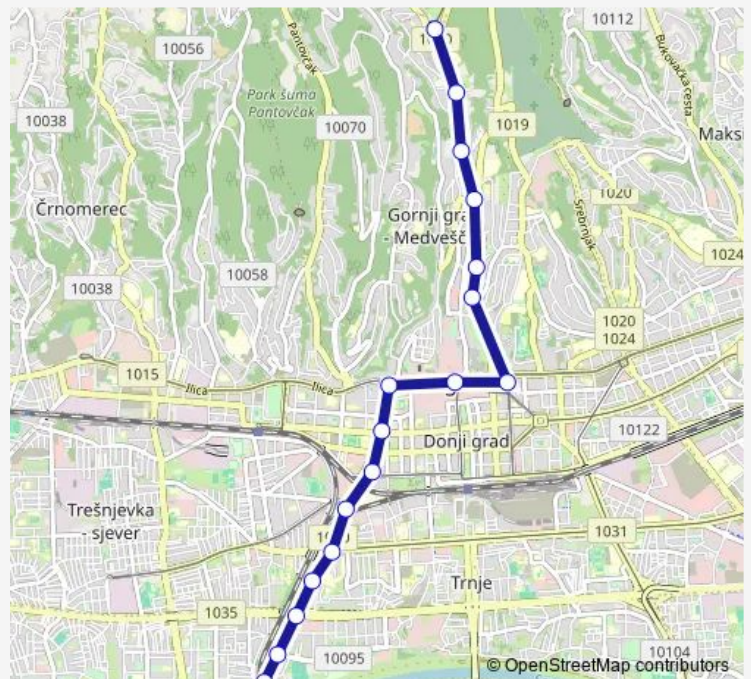 10112
10056
Pantovčak
Bukovačka cesta
Park šuma
Pantovčak
10038
10070
1019
Maks
1020
Črnomerec
Gornji gra
- Medvešč
Srebrnjak
1024
10058
10038
1020
1024
1015
Ilica
Ilica
10122
Donji grad
Trešnjevka
- sjever
1031
Trnje
1035
10095
10104
© OpenStreetMap contributors